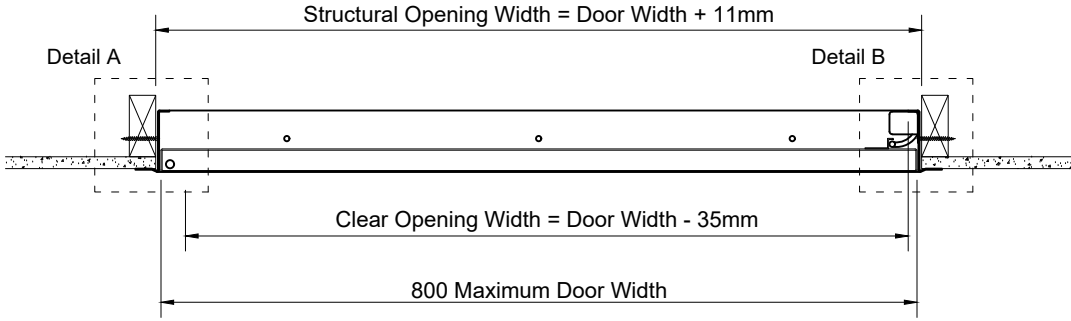 Structural Opening Width = Door Width + 11mm
Detail A
Detail B
Clear Opening Width = Door Width - 35mm
800 Maximum Door Width